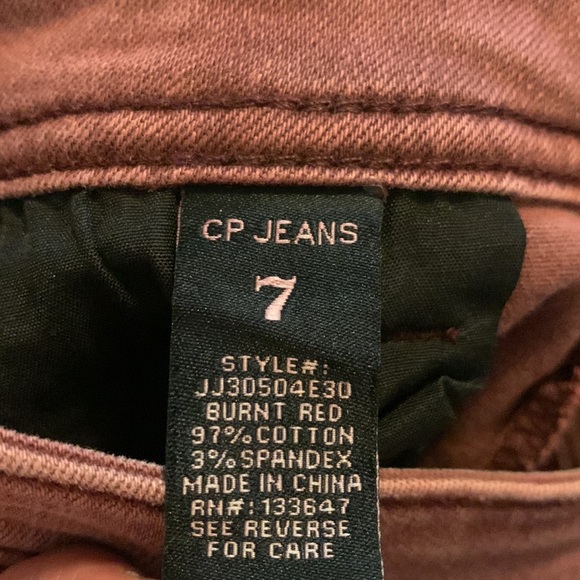 CP JEANS
7
STYLE#:
JJ30504E30
BURNT RED
97%COTTON
3%SPANDEX
MADE IN CHINA
RN#: 133647
SEE REVERSE
FOR CARE